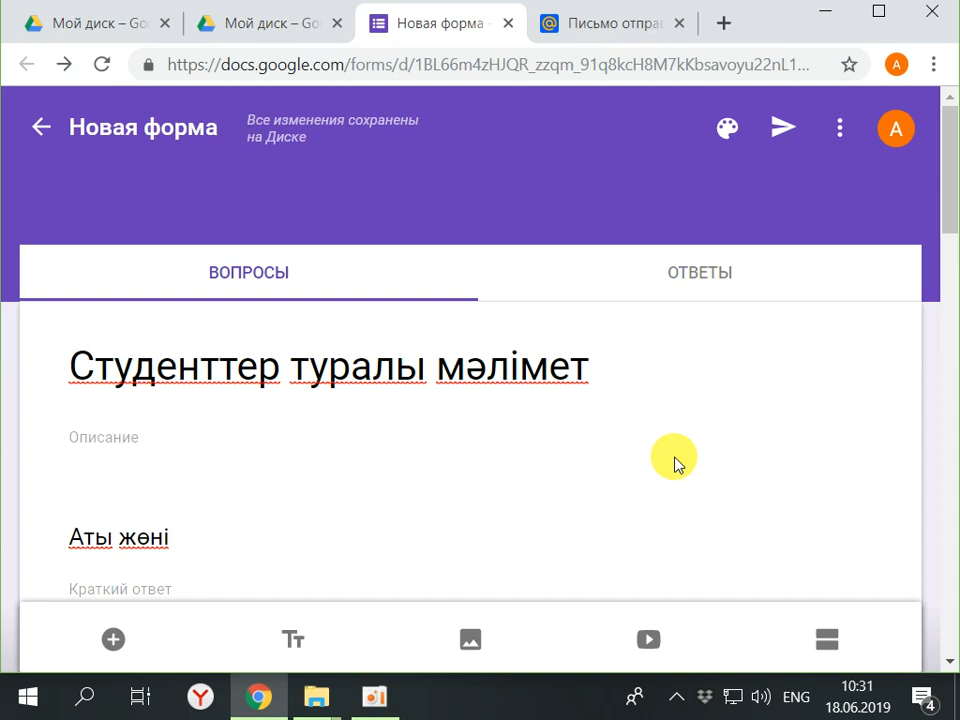 Мой диск – Go
Мой диск – Go
Новая форма -
Письмо отправ
https://docs.google.com/forms/d/1BL66m4zHJQR_zzqm_91q8kcH8M7kKbsavoyu22nL1...
A
Новая форма
Все изменения сохранены
на Диске
A
ВОПРОСЫ
ОТВЕТЫ
Студенттер туралы мәлімет
Описание
Аты жөні
Краткий ответ
Tт
ENG
10:31
18.06.2019
4